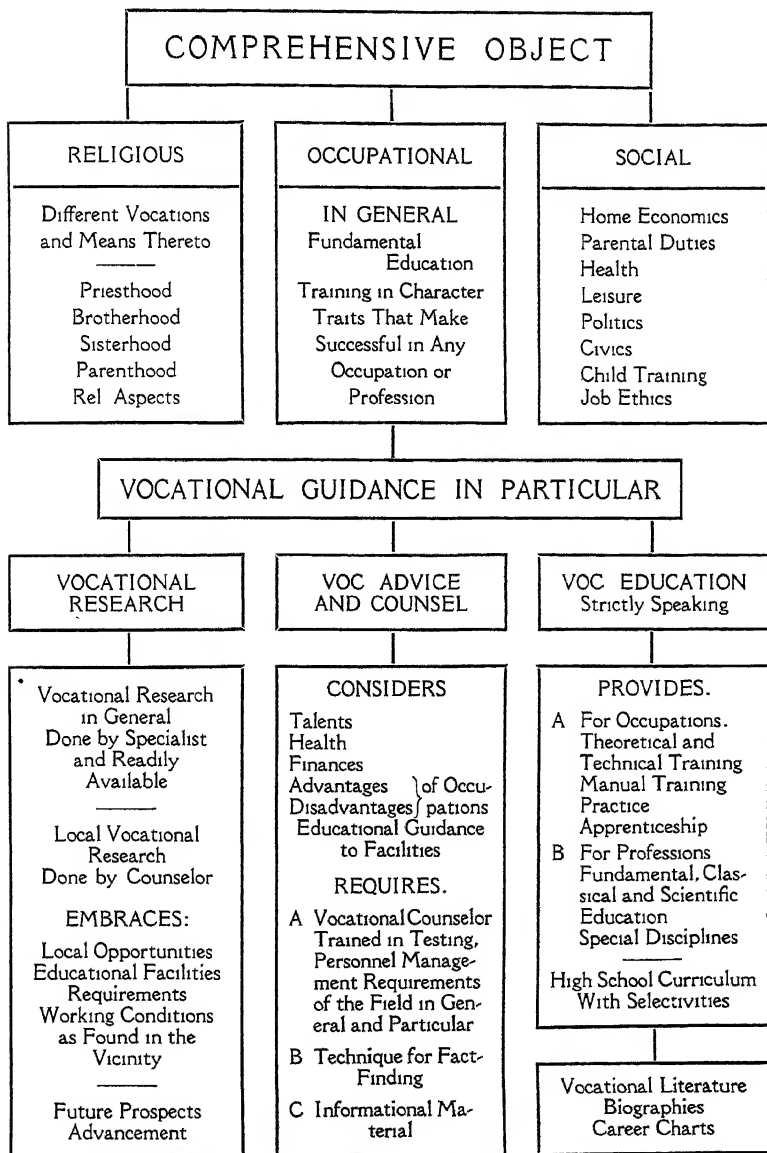 COMPREHENSIVE OBJECT
RELIGIOUS
Different Vocations
and Means Thereto
Priesthood
Brotherhood
Sisterhood
Parenthood
Rel Aspects
OCCUPATIONAL
IN GENERAL
Fundamental
Education
Training in Character
Traits That Make
Successful in Any
Occupation or
Profession
SOCIAL
Home Economics
Parental Duties
Health
Leisure
Politics
Civics
Child Training
Job Ethics
VOCATIONAL GUIDANCE IN PARTICULAR
VOCATIONAL
RESEARCH
Vocational Research
in General
Done by Specialist
and Readily
Available
Local Vocational
Research
Done by Counselor
EMBRACES:
Local Opportunities
Educational Facilities
Requirements
Working Conditions
as Found in the
Vicinity
Future Prospects
Advancement
VOC ADVICE
AND COUNSEL
CONSIDERS
Talents
Health
Finances
Advantages } of Occu-
Disadvantages } pations
Educational Guidance
to Facilities
REQUIRES.
A Vocational Counselor
Trained in Testing,
Personnel Manage-
ment Requirements
of the Field in Gen-
eral and Particular
B Technique for Fact-
Finding
C Informational Ma-
terial
VOC EDUCATION
Strictly Speaking
PROVIDES.
A For Occupations.
Theoretical and
Technical Training
Manual Training
Practice
Apprenticeship
B For Professions
Fundamental, Clas-
sical and Scientific
Education
Special Disciplines
High School Curriculum
With Selectivities
Vocational Literature
Biographies
Career Charts